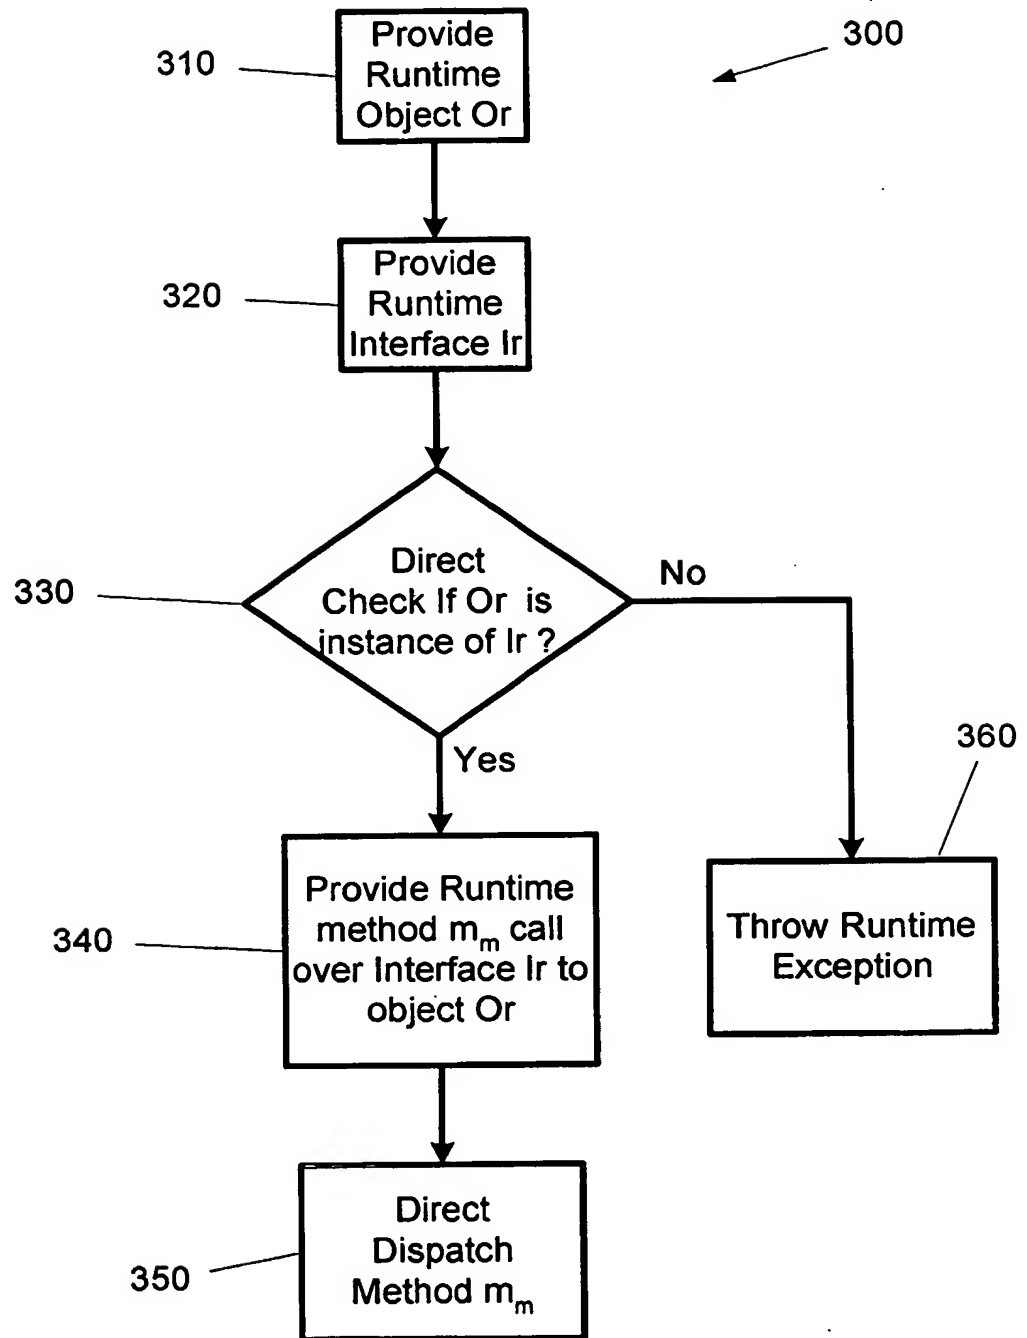 300
310
Provide
Runtime
Object Or
320
Provide
Runtime
Interface Ir
330
Direct
Check If Or is
instance of Ir ?
No
Yes
360
Throw Runtime
Exception
340
Provide Runtime
method mₘ call
over Interface Ir to
object Or
350
Direct
Dispatch
Method mₘ